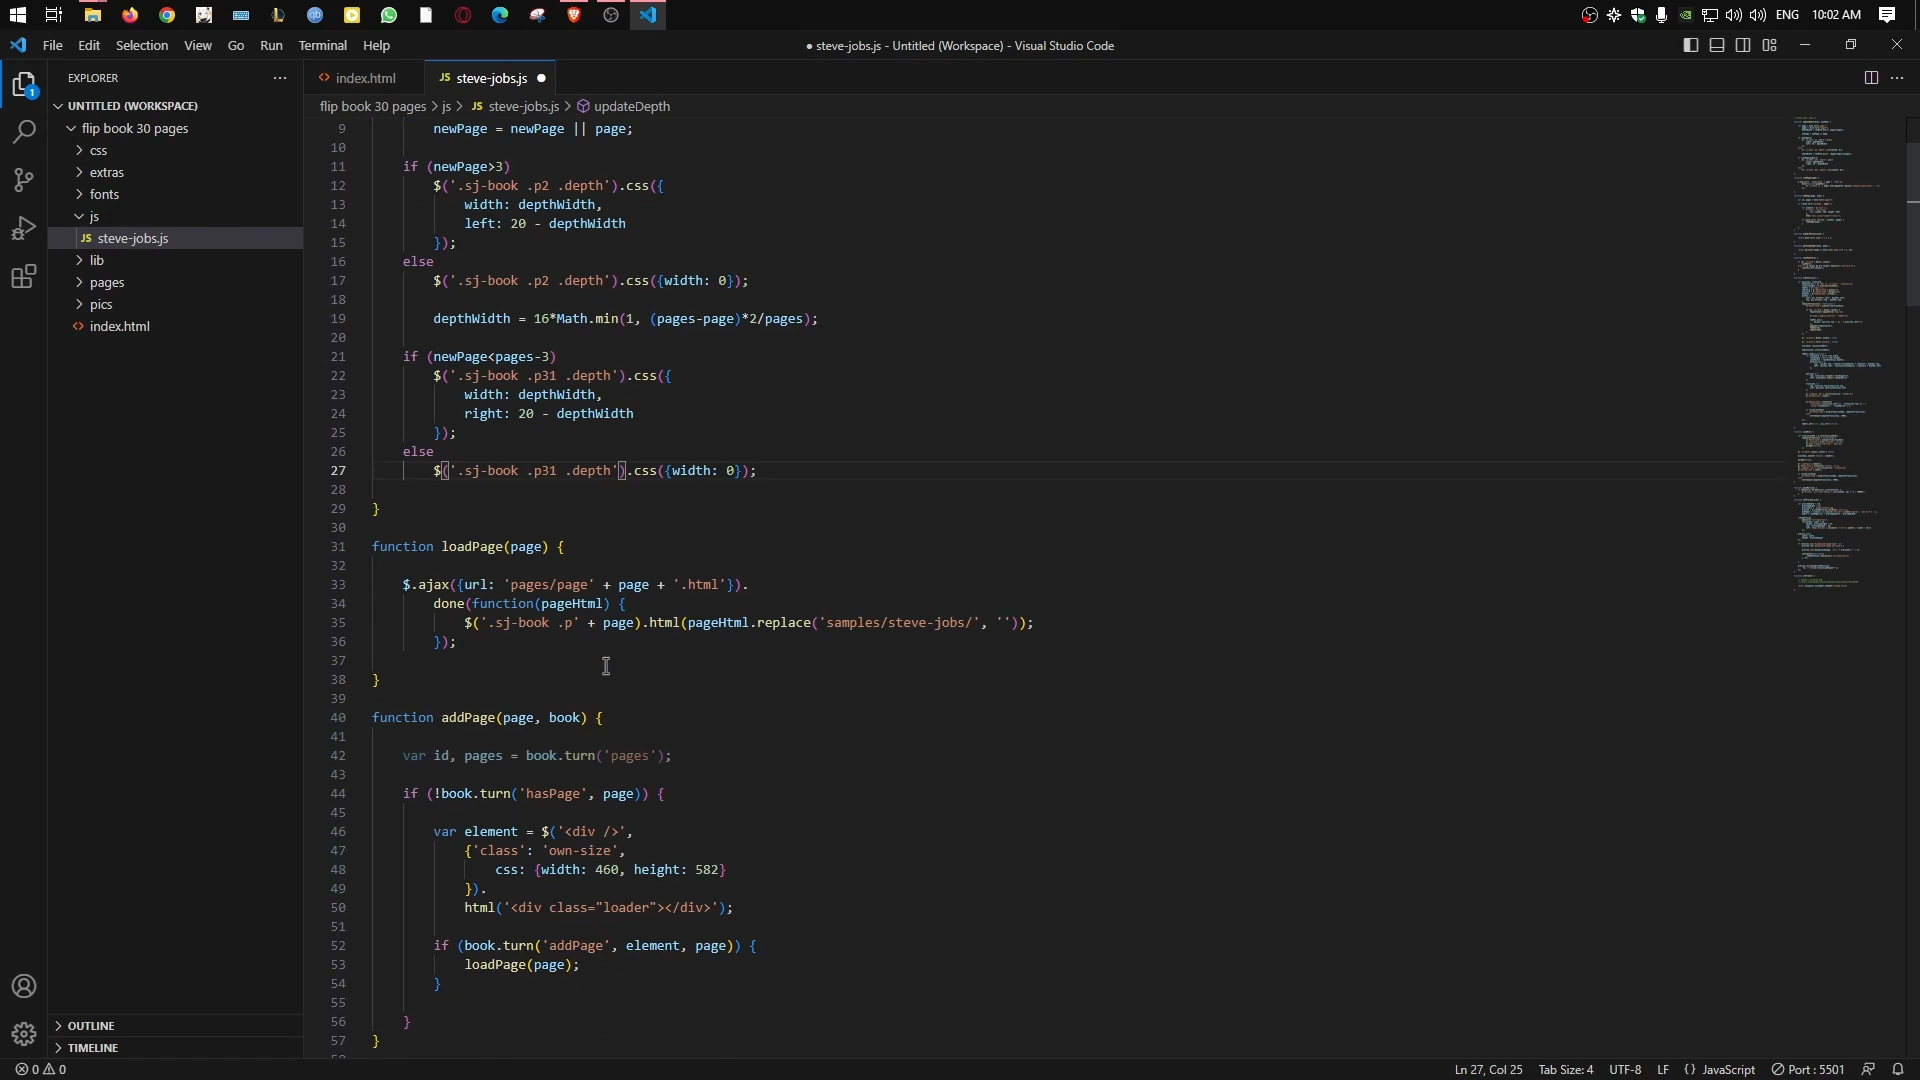 ENG 10:02 AM
File Edit Selection View Go Run Terminal Help
● steve-jobs.js - Untitled (Workspace) - Visual Studio Code
EXPLORER
1
UNTITLED (WORKSPACE)
flip book 30 pages
css
extras
fonts
js
JS steve-jobs.js
lib
pages
pics
<> index.html
OUTLINE
TIMELINE
<> index.html
JS steve-jobs.js ●
flip book 30 pages > js > JS steve-jobs.js > updateDepth
9 newPage = newPage || page;
10
11 if (newPage>3)
12 $('.sj-book .p2 .depth').css({
13 width: depthWidth,
14 left: 20 - depthWidth
15 });
16 else
17 $('.sj-book .p2 .depth').css({width: 0});
18
19 depthWidth = 16*Math.min(1, (pages-page)*2/pages);
20
21 if (newPage<pages-3)
22 $('.sj-book .p31 .depth').css({
23 width: depthWidth,
24 right: 20 - depthWidth
25 });
26 else
27 $('.sj-book .p31 .depth').css({width: 0});
28
29 }
30
31 function loadPage(page) {
32
33 $.ajax({url: 'pages/page' + page + '.html'}).
34 done(function(pageHtml) {
35 $('.sj-book .p' + page).html(pageHtml.replace('samples/steve-jobs/', ''));
36 });
37
38 }
39
40 function addPage(page, book) {
41
42 var id, pages = book.turn('pages');
43
44 if (!book.turn('hasPage', page)) {
45
46 var element = $('<div />',
47 {'class': 'own-size',
48 css: {width: 460, height: 582}
49 }).
50 html('<div class="loader"></div>');
51
52 if (book.turn('addPage', element, page)) {
53 loadPage(page);
54 }
55
56 }
57 }
0 0
Ln 27, Col 25 Tab Size: 4 UTF-8 LF {} JavaScript Port : 5501